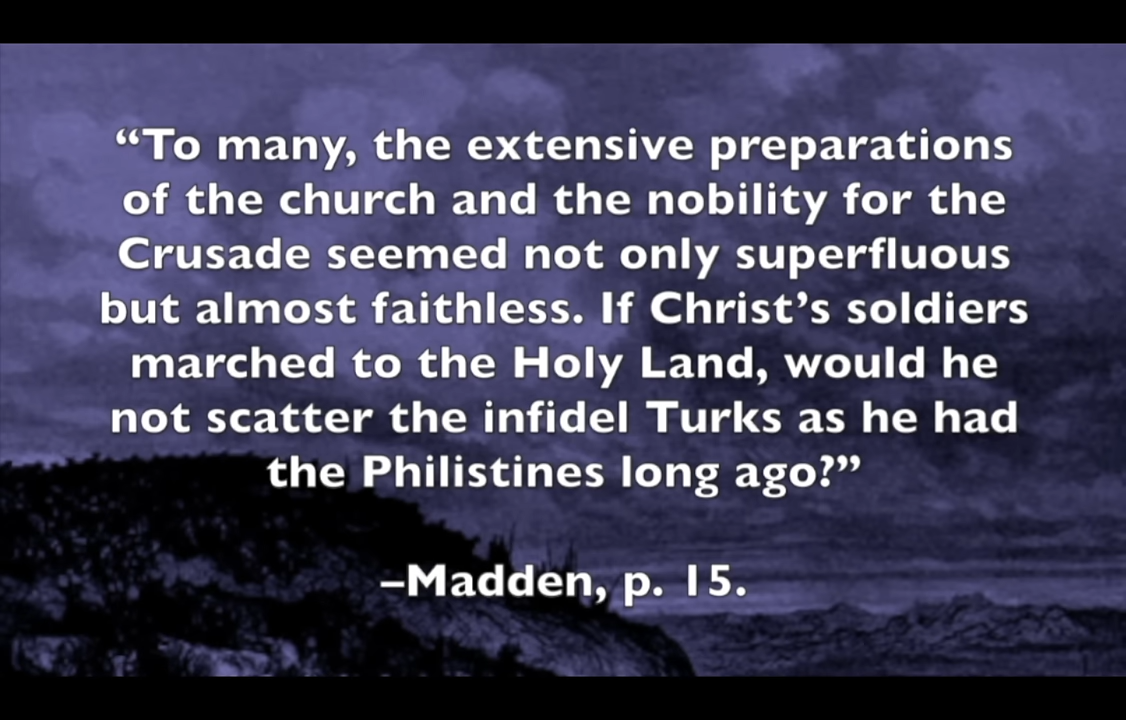 “To many, the extensive preparations
of the church and the nobility for the
Crusade seemed not only superfluous
but almost faithless. If Christ’s soldiers
marched to the Holy Land, would he
not scatter the infidel Turks as he had
the Philistines long ago?”
–Madden, p. 15.